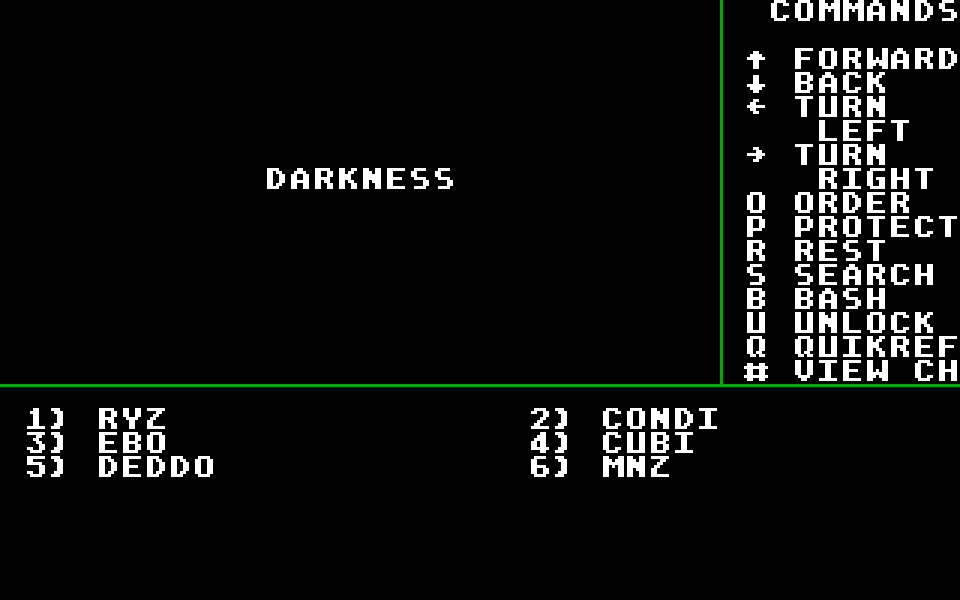 COMMANDS
↑ FORWARD
↓ BACK
← TURN
LEFT
→ TURN
RIGHT
O ORDER
P PROTECT
R REST
S SEARCH
B BASH
U UNLOCK
Q QUIKREF
# VIEW CH
DARKNESS
1) RYZ 2) CONDI
3) EBO 4) CUBI
5) DEDDO 6) MNZ